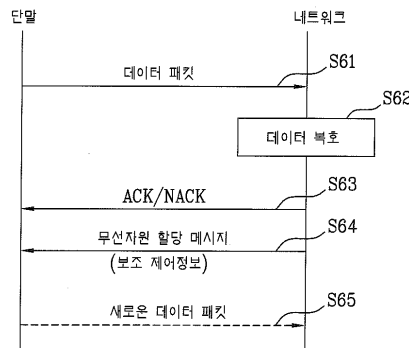 단말
네트워크
데이터 패킷
S61
S62
데이터 복호
ACK/NACK
S63
무선자원 할당 메시지
S64
(보조 제어정보)
새로운 데이터 패킷
S65